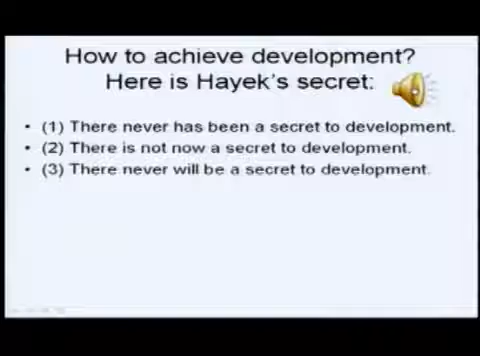 How to achieve development?
Here is Hayek's secret:
• (1) There never has been a secret to development.
• (2) There is not now a secret to development.
• (3) There never will be a secret to development.